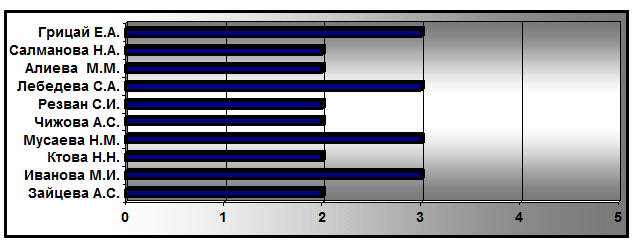 Грицай Е.А.
Салманова Н.А.
Алиева М.М.
Лебедева С.А.
Резван С.И.
Чижова А.С.
Мусаева Н.М.
Ктова Н.Н.
Иванова М.И.
Зайцева А.С.
0 1 2 3 4 5